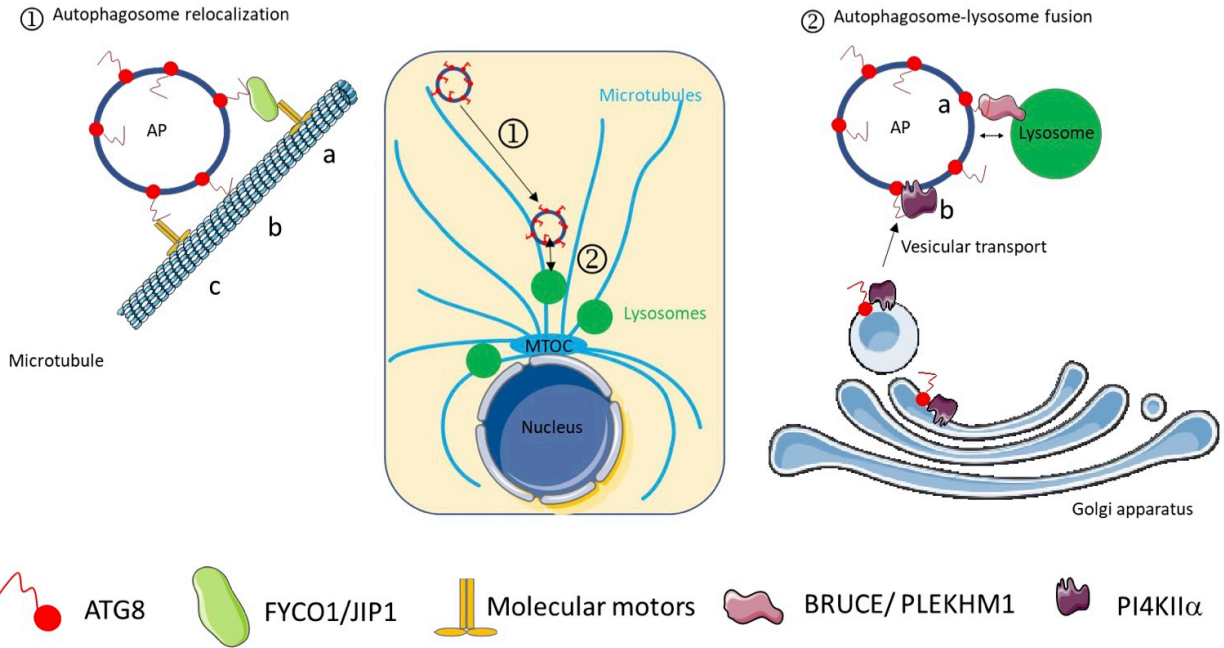 ① Autophagosome relocalization
AP
a
b
c
Microtubule
Microtubules
①
②
Lysosomes
MTOC
Nucleus
② Autophagosome-lysosome fusion
a
AP
Lysosome
b
Vesicular transport
Golgi apparatus
ATG8
FYCO1/JIP1
Molecular motors
BRUCE/ PLEKHM1
PI4KIIα